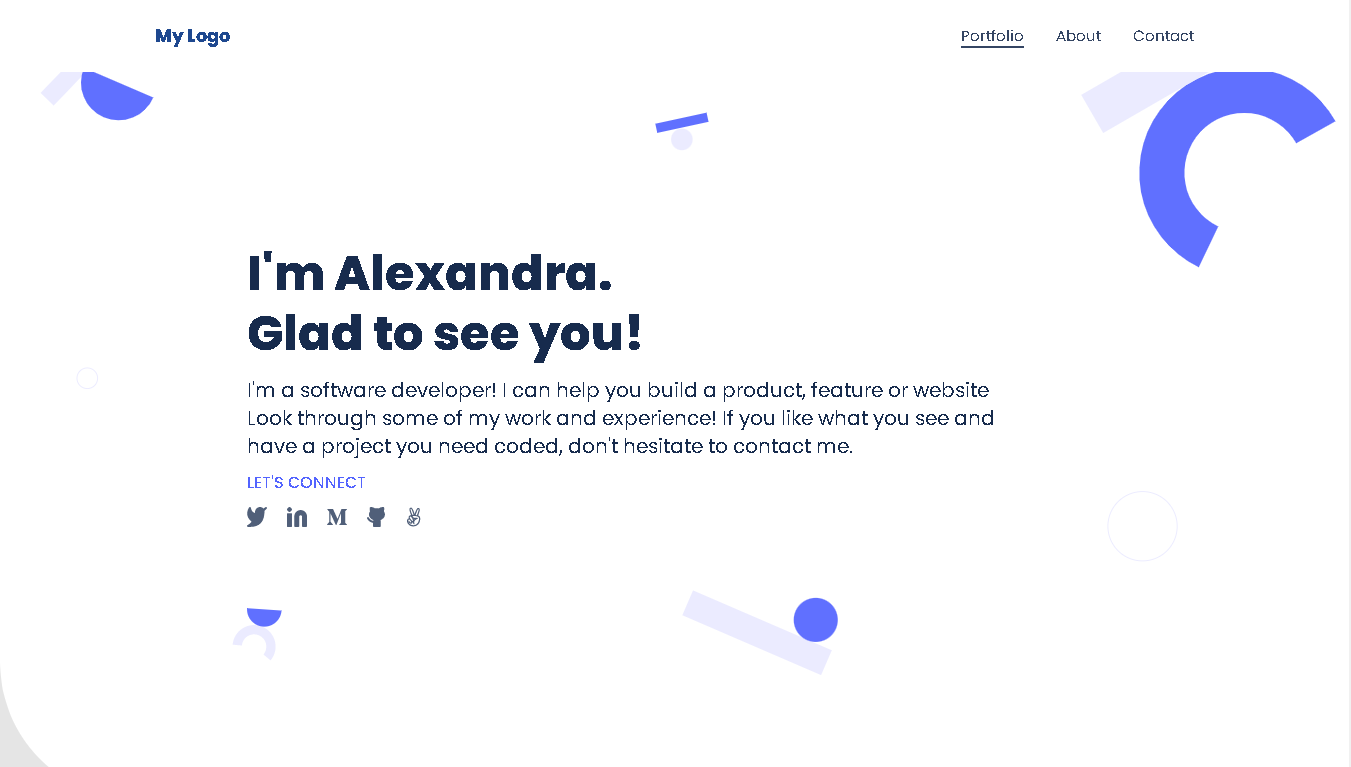 My Logo
Portfolio
About
Contact
I'm Alexandra.
Glad to see you!
I'm a software developer! I can help you build a product, feature or website
Look through some of my work and experience! If you like what you see and
have a project you need coded, don't hesitate to contact me.
LET'S CONNECT